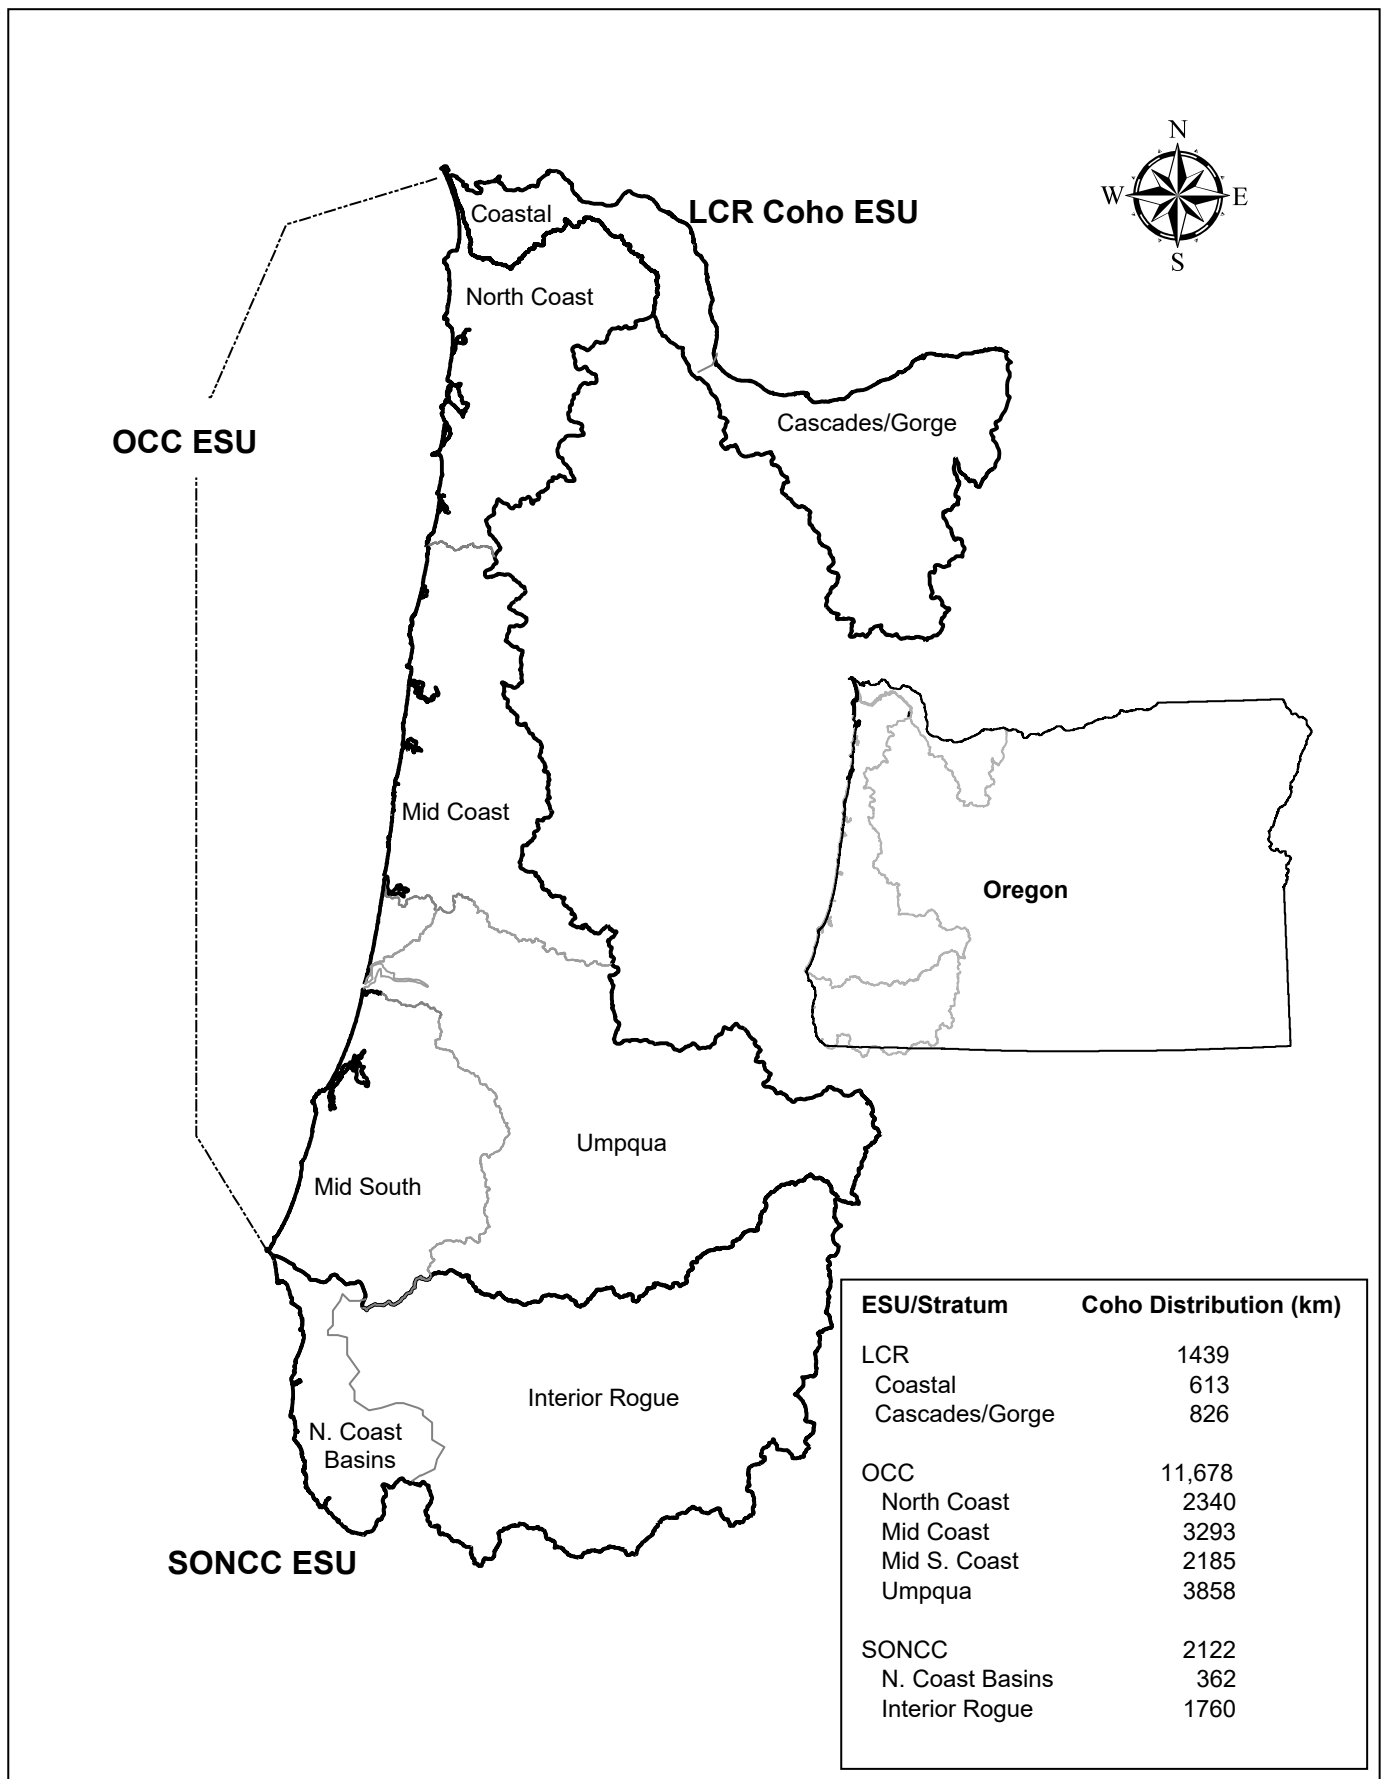 N
W E
S
LCR Coho ESU
Coastal
North Coast
Cascades/Gorge
OCC ESU
Mid Coast
Oregon
Umpqua
Mid South
Interior Rogue
N. Coast
Basins
SONCC ESU
ESU/Stratum Coho Distribution (km)
LCR 1439
Coastal 613
Cascades/Gorge 826
OCC 11,678
North Coast 2340
Mid Coast 3293
Mid S. Coast 2185
Umpqua 3858
SONCC 2122
N. Coast Basins 362
Interior Rogue 1760